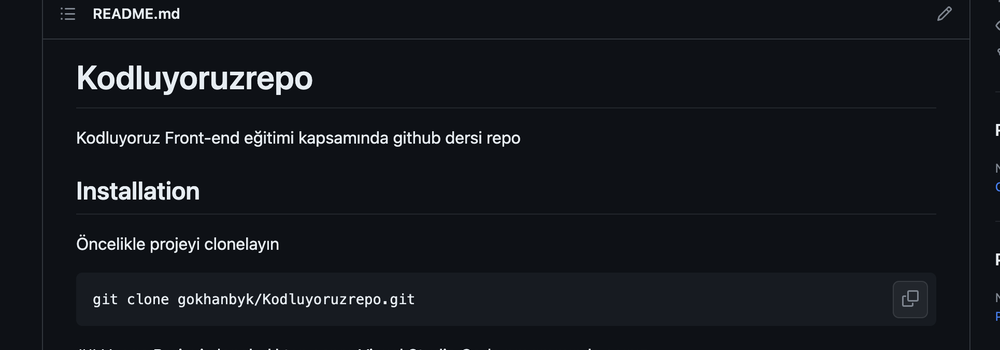 README.md
Kodluyoruzrepo
Kodluyoruz Front-end eğitimi kapsamında github dersi repo
Installation
Öncelikle projeyi clonelayın
git clone gokhanbyk/Kodluyoruzrepo.git